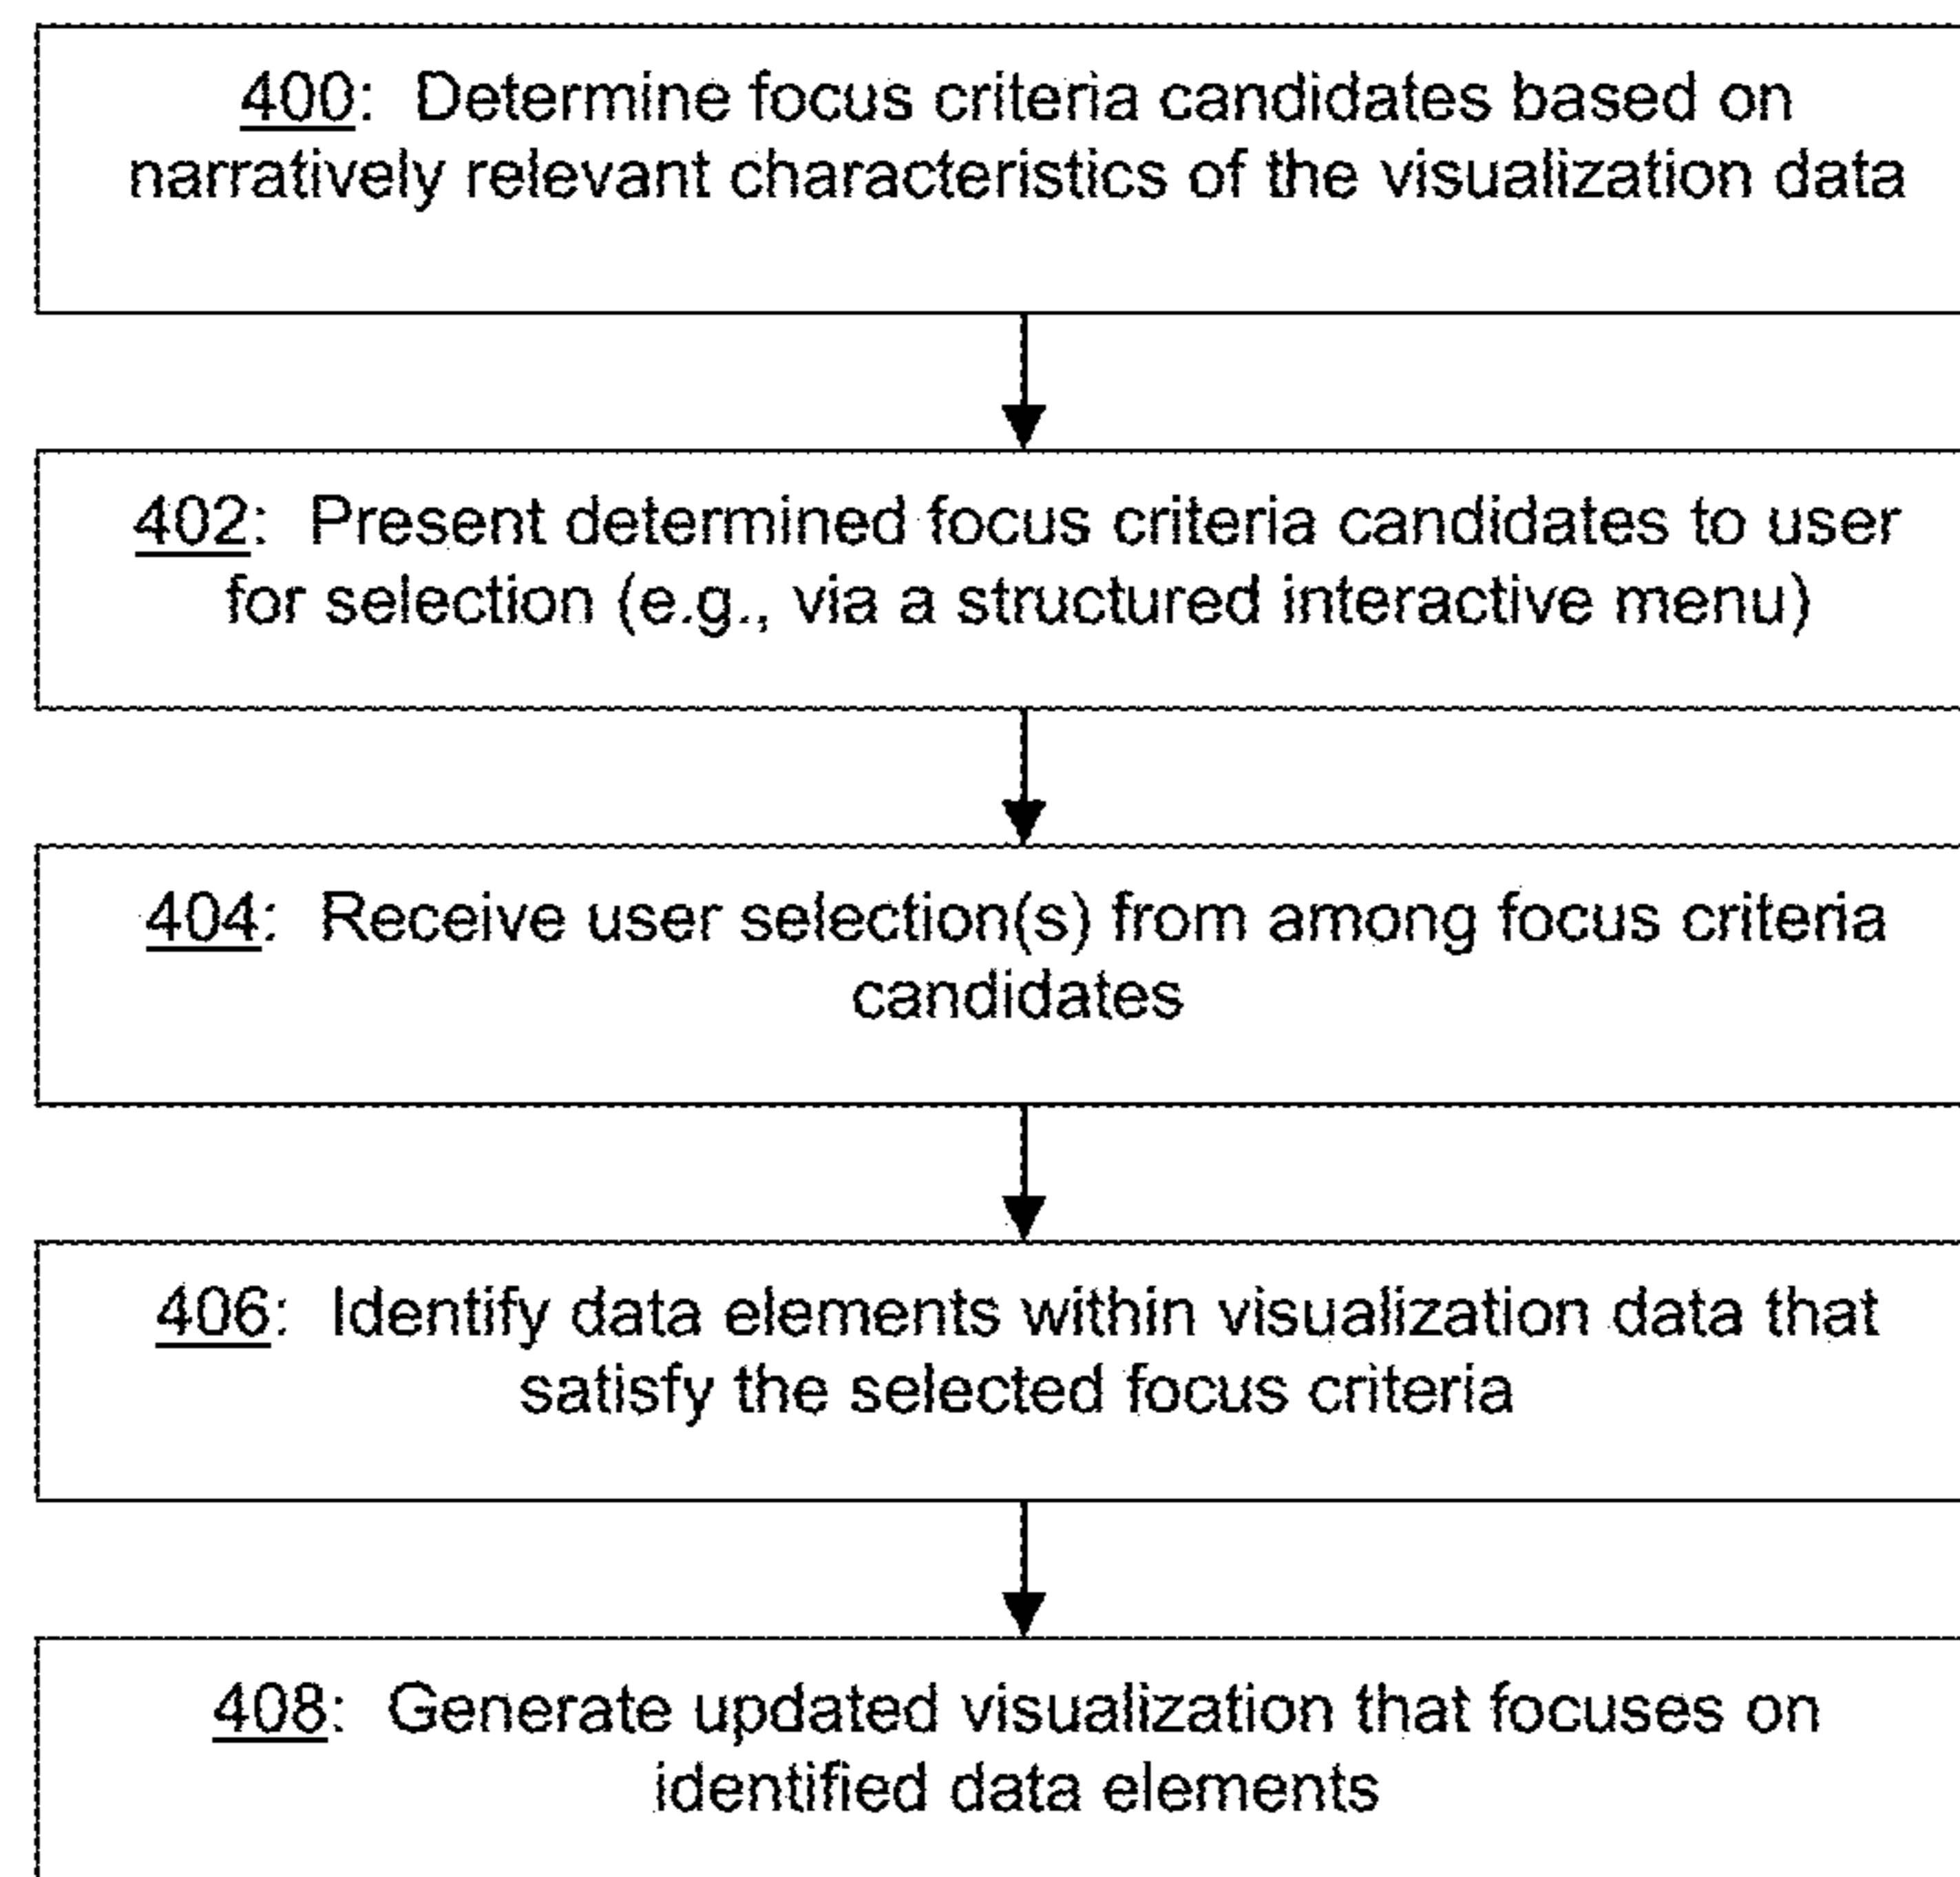 400: Determine focus criteria candidates based on
narratively relevant characteristics of the visualization data
402: Present determined focus criteria candidates to user
for selection (e.g., via a structured interactive menu)
404: Receive user selection(s) from among focus criteria
candidates
406: Identify data elements within visualization data that
satisfy the selected focus criteria
408: Generate updated visualization that focuses on
identified data elements